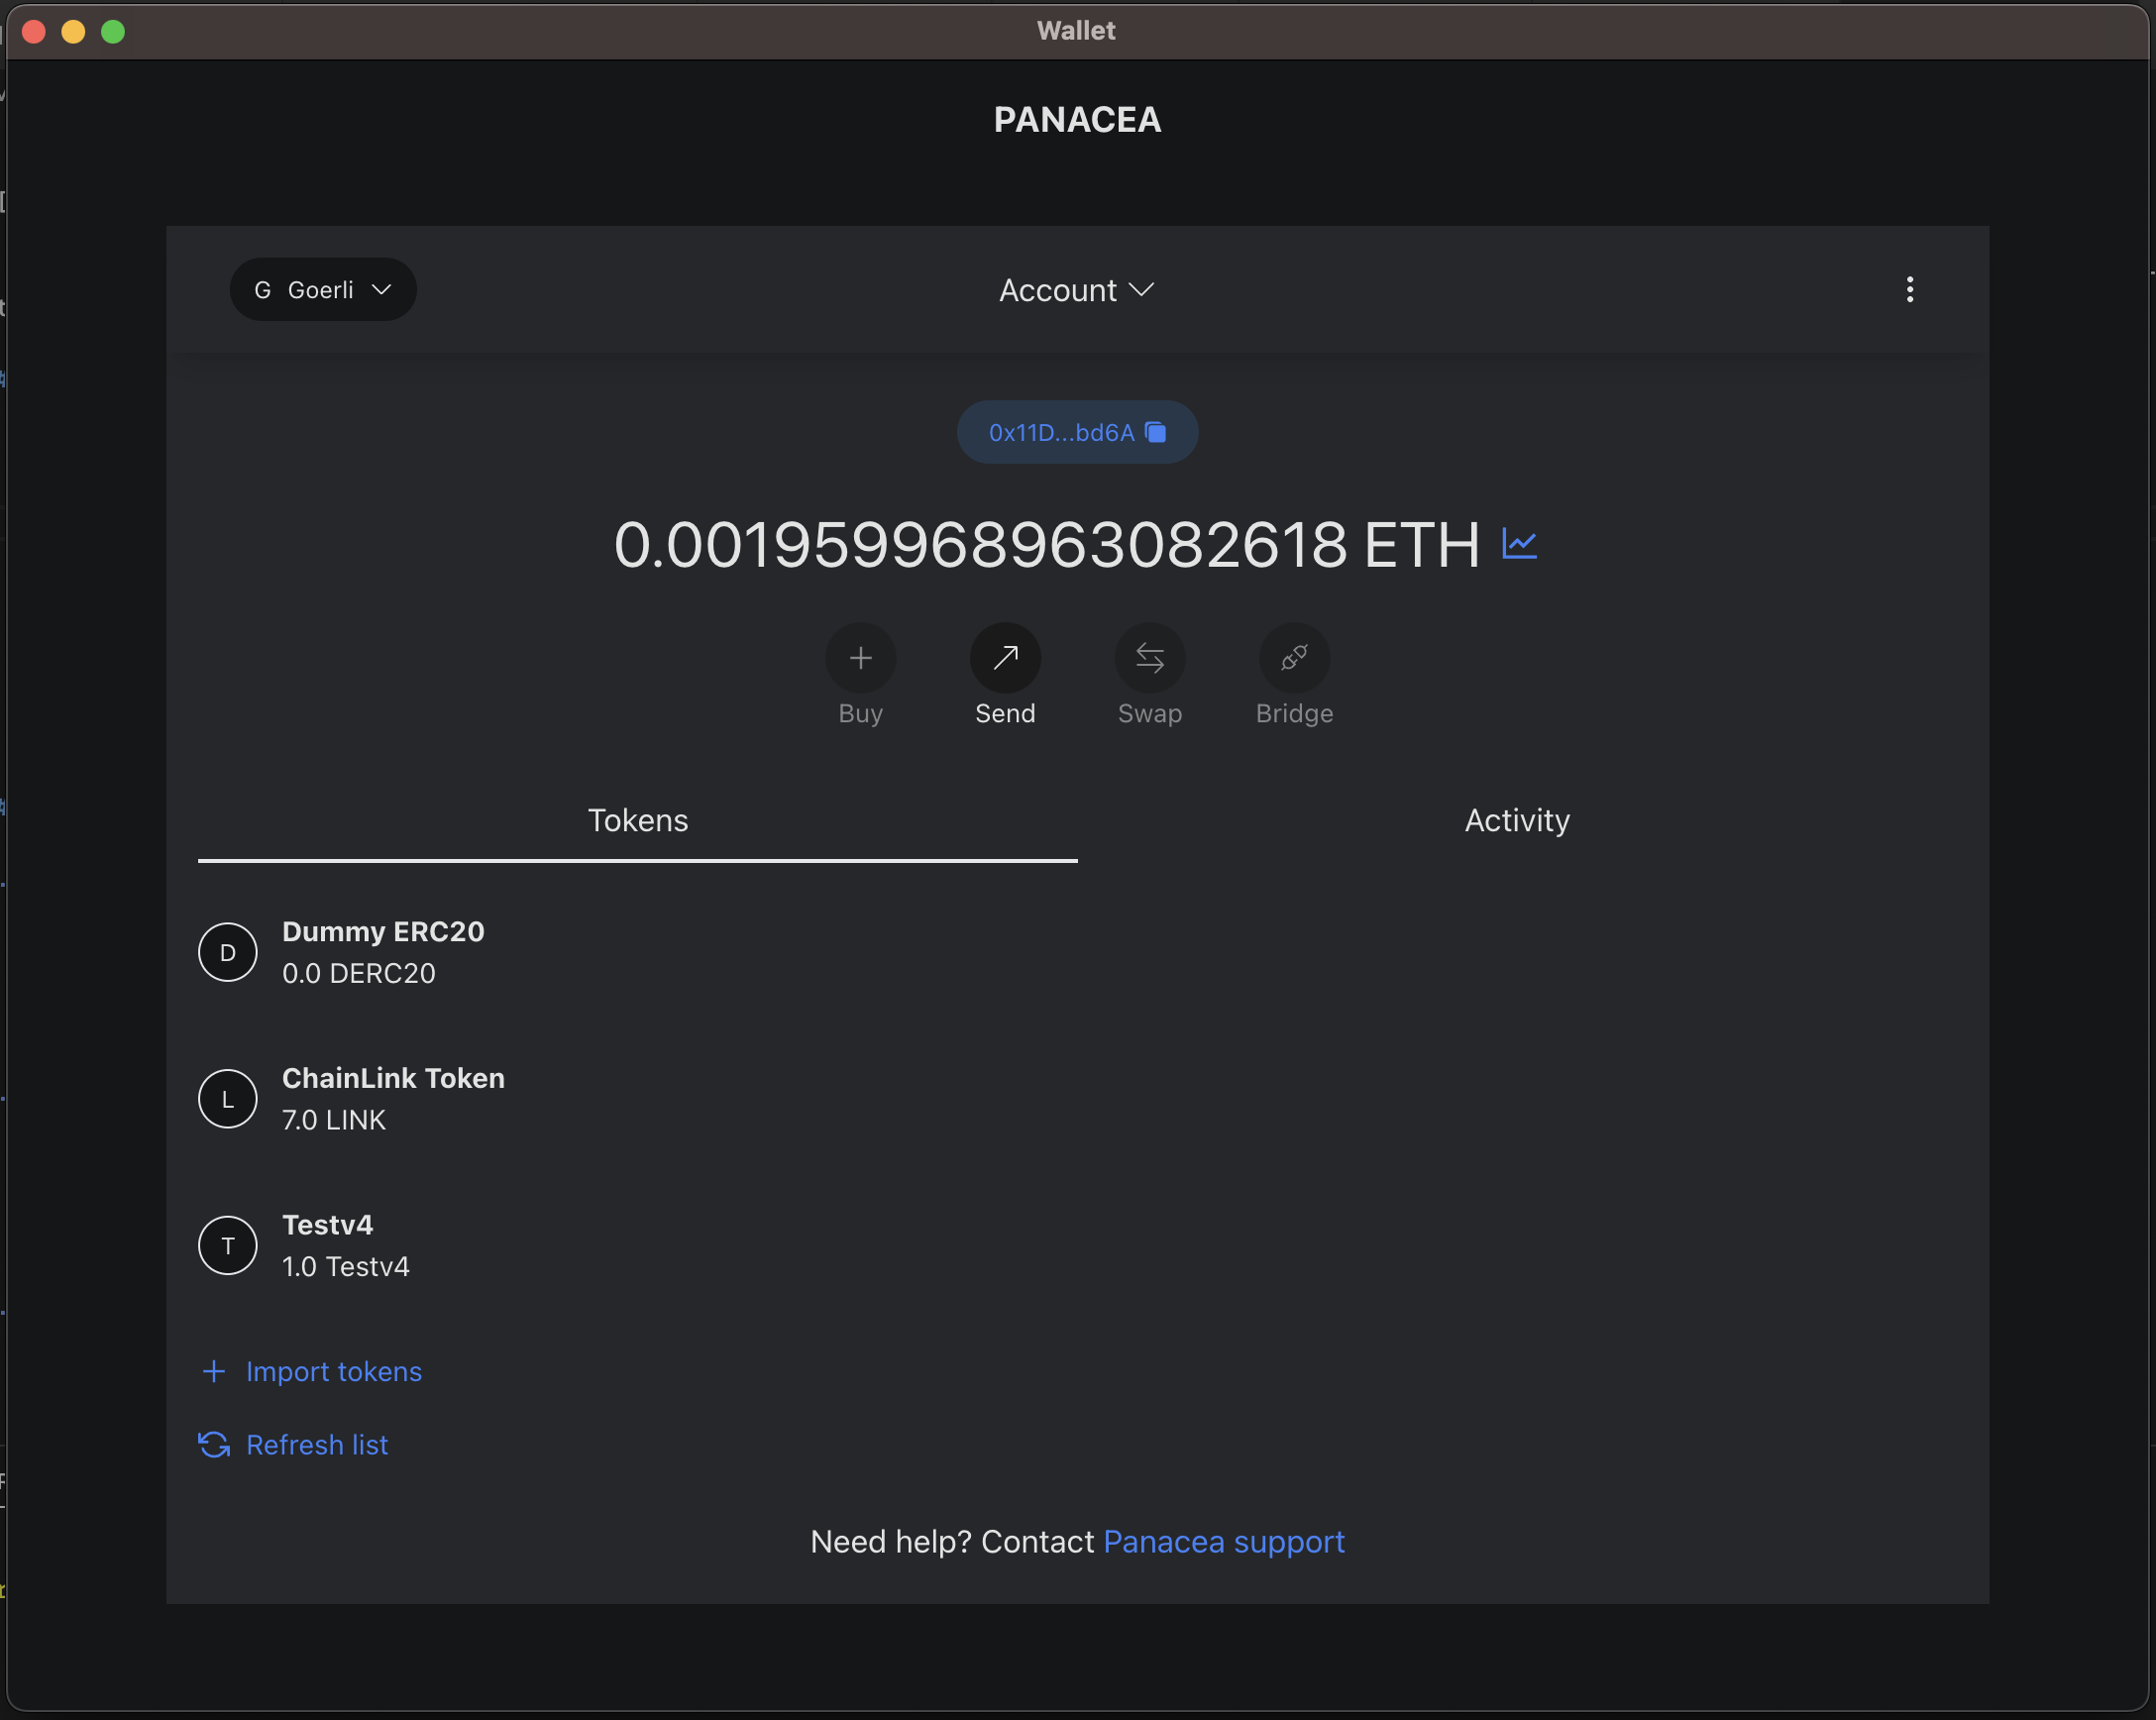 Wallet
PANACEA
G Goerli
Account
0x11D...bd6A
0.001959968963082618 ETH
Buy Send Swap Bridge
Tokens Activity
D
Dummy ERC20
0.0 DERC20
L
ChainLink Token
7.0 LINK
T
Testv4
1.0 Testv4
+ Import tokens
Refresh list
Need help? Contact Panacea support